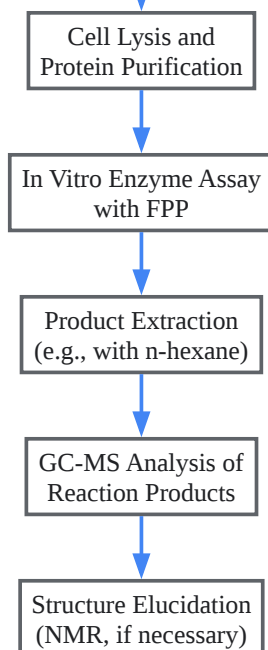 Cell Lysis and
Protein Purification
In Vitro Enzyme Assay
with FPP
Product Extraction
(e.g., with n-hexane)
GC-MS Analysis of
Reaction Products
Structure Elucidation
(NMR, if necessary)